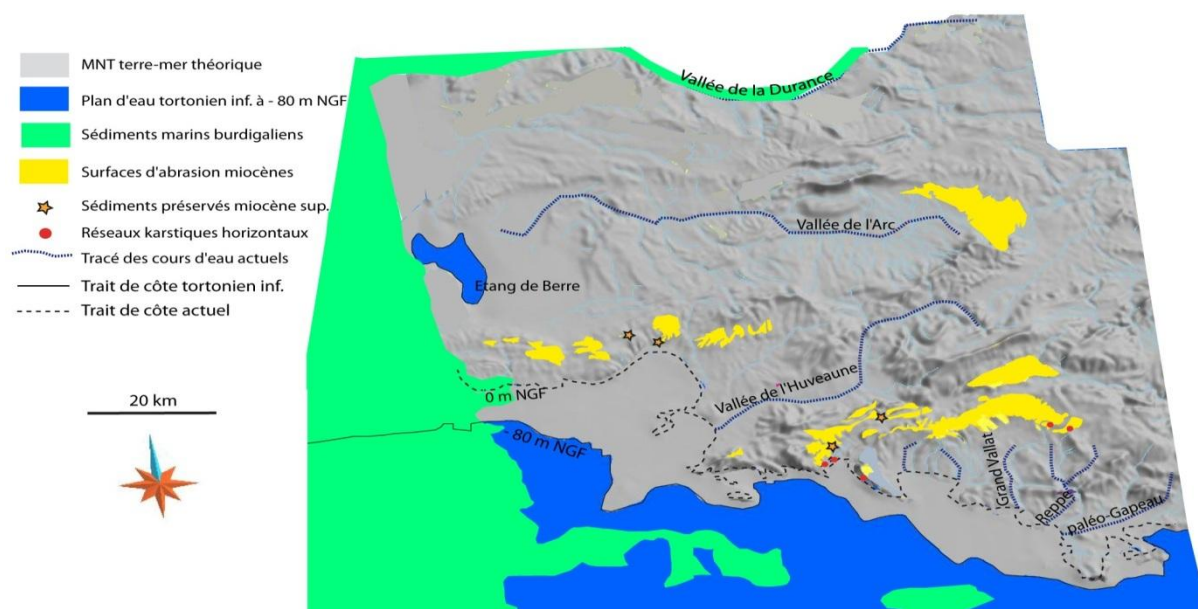 MNT terre-mer théorique
Plan d'eau tortonien inf. à - 80 m NGF
Sédiments marins burdigaliens
Surfaces d'abrasion miocènes
Sédiments préservés miocène sup.
Réseaux karstiques horizontaux
Tracé des cours d'eau actuels
Trait de côte tortonien inf.
Trait de côte actuel
20 km
Vallée de la Durance
Vallée de l'Arc
Etang de Berre
Vallée de l'Huveaune
0 m NGF
- 80 m NGF
Grand Vallat
Reppe
paléo-Gapeau